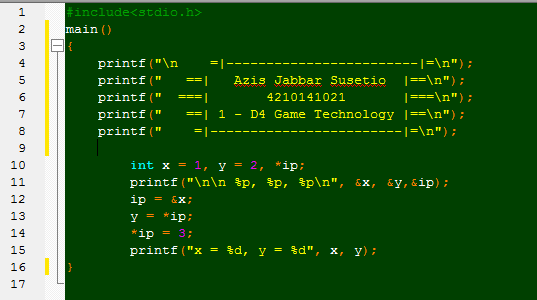 1 #include<stdio.h>
2 main()
3 {
4     printf("\n    =|------------------------|=\n");
5     printf("   ==|   Azis Jabbar Susetio  |==\n");
6     printf("  ===|       4210141021       |===\n");
7     printf("   ==| 1 - D4 Game Technology |==\n");
8     printf("    =|------------------------|=\n");
9
10         int x = 1, y = 2, *ip;
11         printf("\n\n %p, %p, %p\n", &x, &y,&ip);
12         ip = &x;
13         y = *ip;
14         *ip = 3;
15         printf("x = %d, y = %d", x, y);
16 }
17